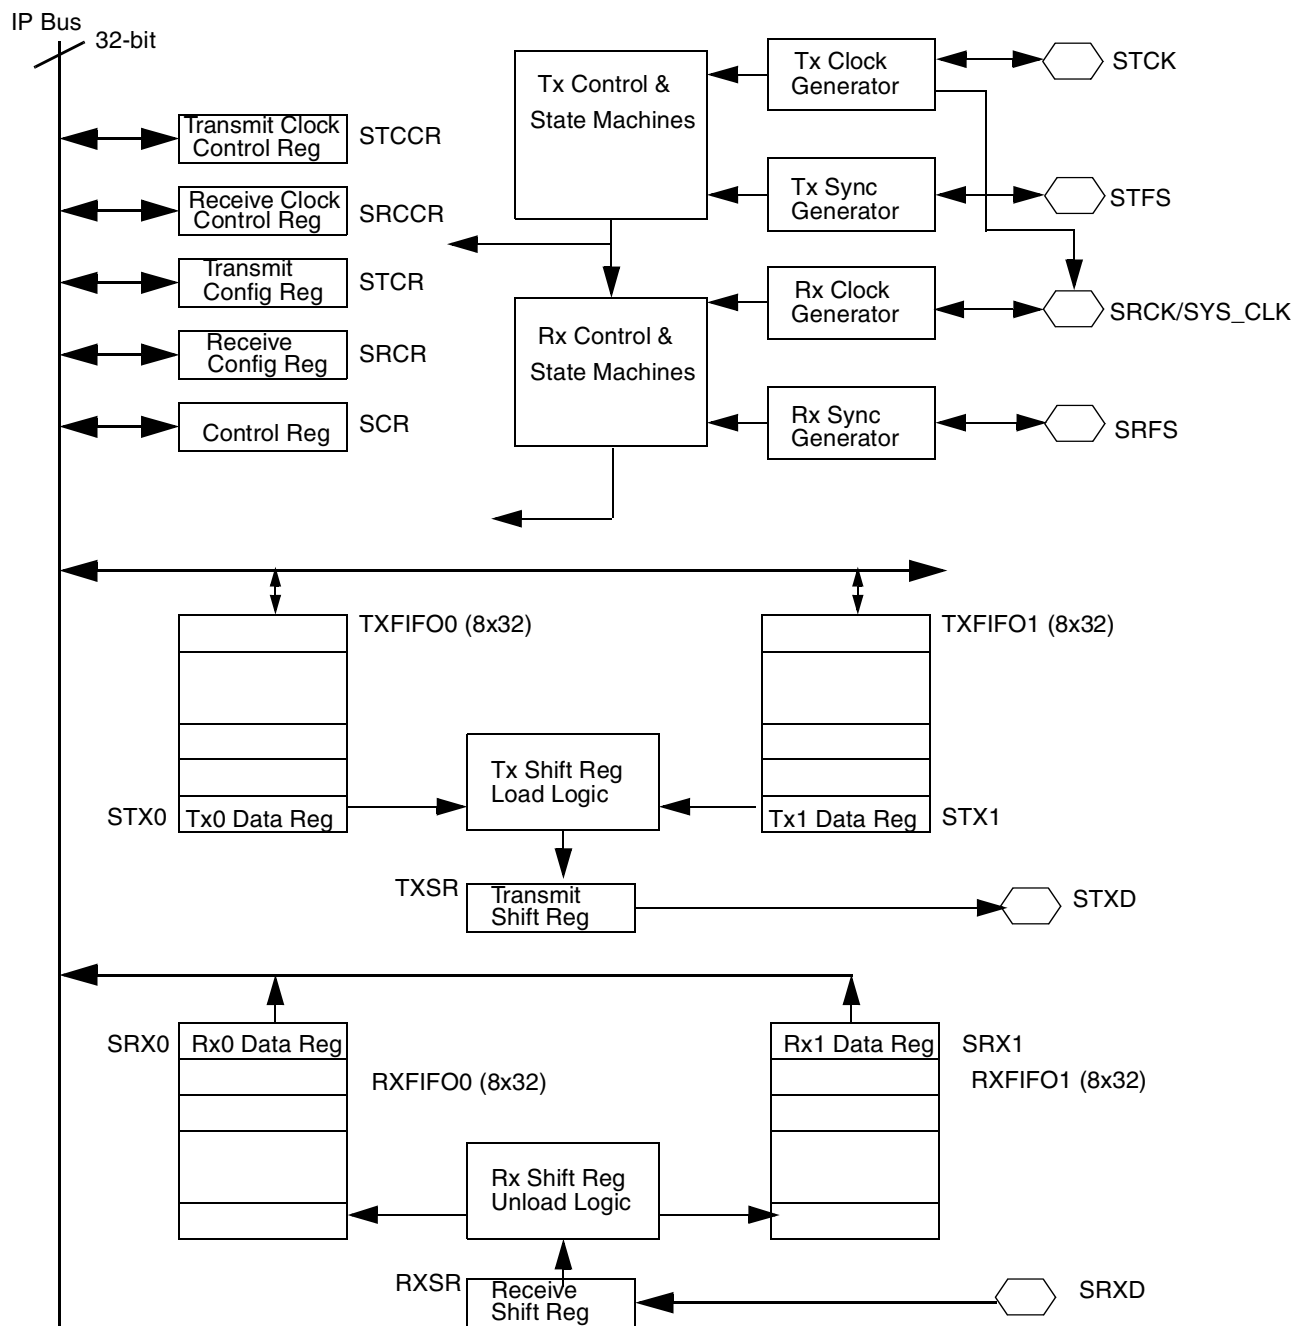 IP Bus
32-bit
Transmit Clock
Control Reg
STCCR
Receive Clock
Control Reg
SRCCR
Transmit
Config Reg
STCR
Receive
Config Reg
SRCR
Control Reg
SCR
Tx Control &
State Machines
Tx Clock
Generator
STCK
Tx Sync
Generator
STFS
Rx Control &
State Machines
Rx Clock
Generator
SRCK/SYS_CLK
Rx Sync
Generator
SRFS
TXFIFO0 (8x32)
TXFIFO1 (8x32)
STX0
Tx0 Data Reg
Tx Shift Reg
Load Logic
Tx1 Data Reg
STX1
TXSR
Transmit
Shift Reg
STXD
SRX0
Rx0 Data Reg
Rx1 Data Reg
SRX1
RXFIFO0 (8x32)
RXFIFO1 (8x32)
Rx Shift Reg
Unload Logic
RXSR
Receive
Shift Reg
SRXD